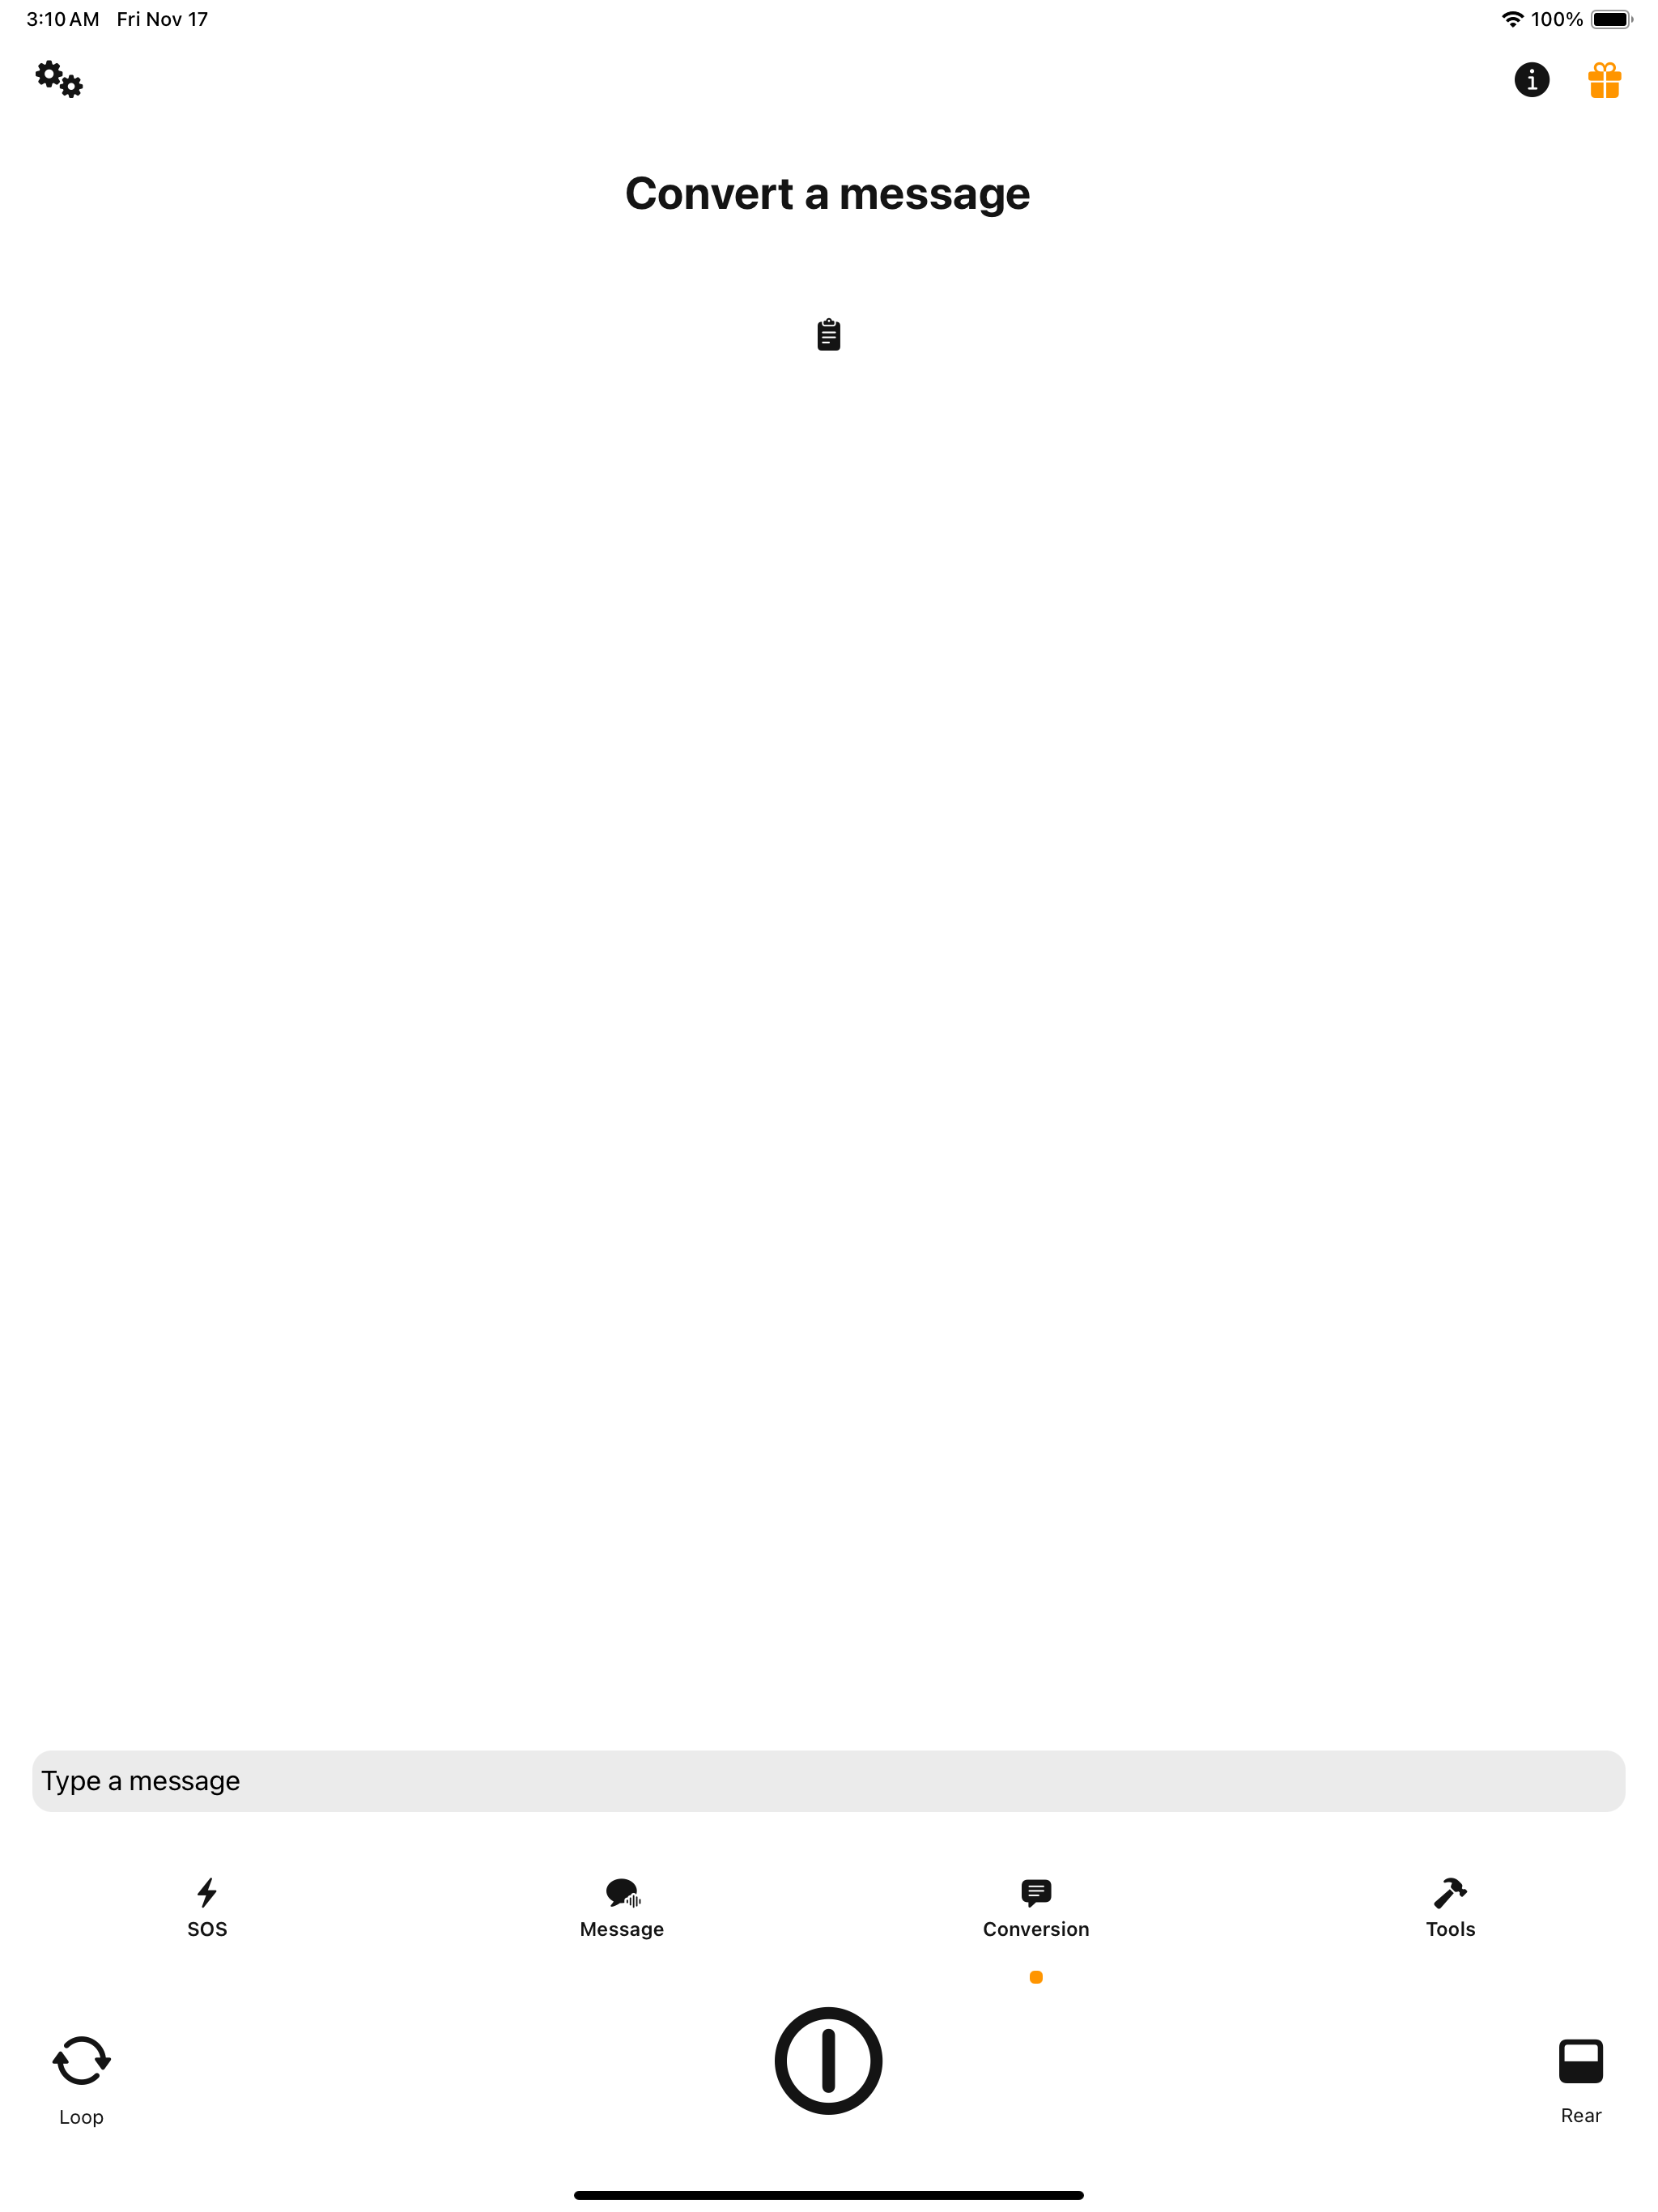 3:10 AM Fri Nov 17
100%
Convert a message
Type a message
SOS
Message
Conversion
Tools
Loop
Rear